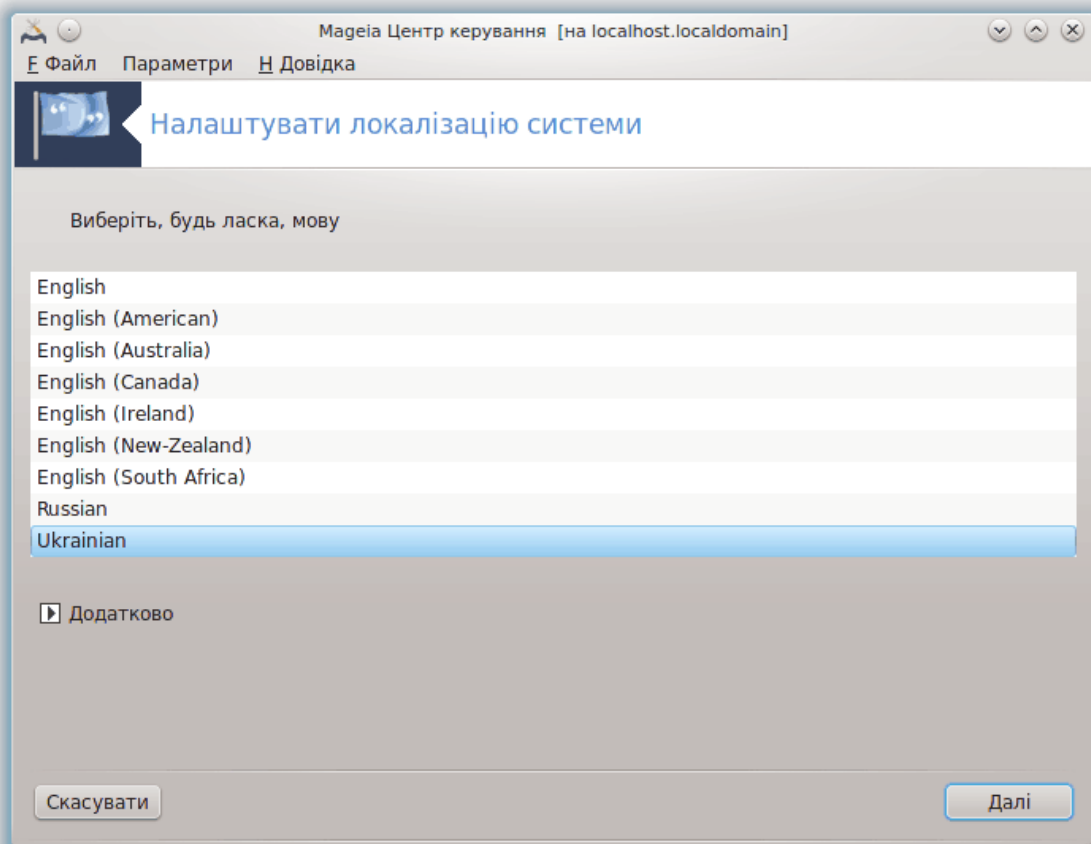 Mageia Центр керування [на localhost.localdomain]
F Файл Параметри H Довідка
Налаштувати локалізацію системи
Виберіть, будь ласка, мову
English
English (American)
English (Australia)
English (Canada)
English (Ireland)
English (New-Zealand)
English (South Africa)
Russian
Ukrainian
Додатково
Скасувати Далі